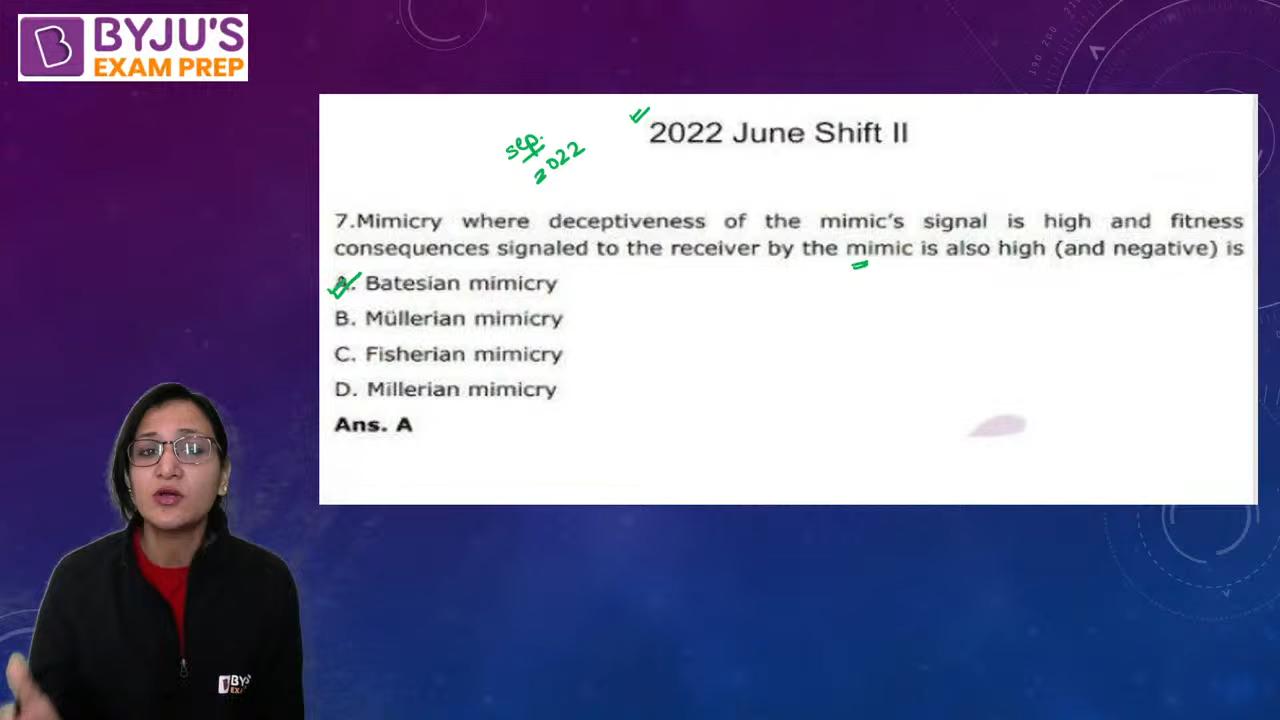 BYJU'S
EXAM PREP
2022 June Shift II
sep.
2022
7.Mimicry where deceptiveness of the mimic's signal is high and fitness
consequences signaled to the receiver by the mimic is also high (and negative) is
A. Batesian mimicry
B. Müllerian mimicry
C. Fisherian mimicry
D. Millerian mimicry
Ans. A